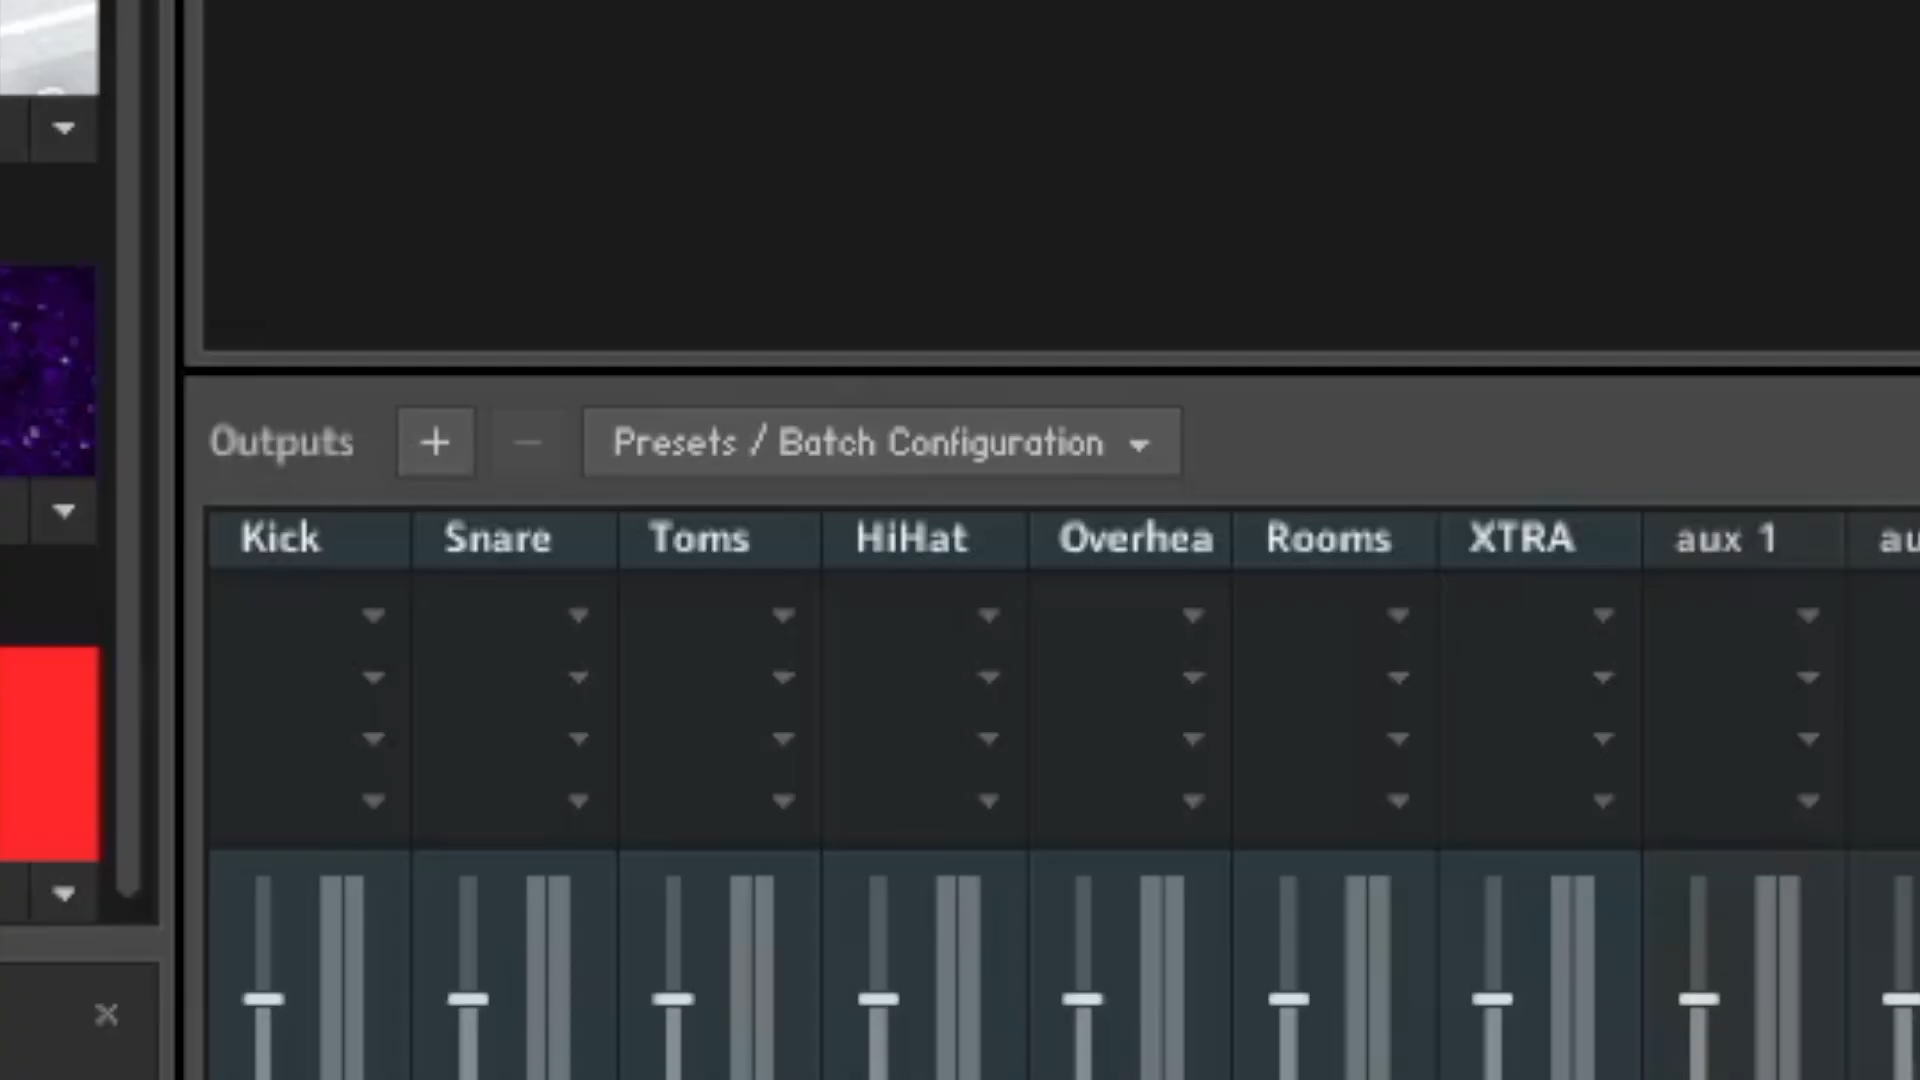 Outputs + − Presets / Batch Configuration
Kick Snare Toms HiHat Overhea Rooms XTRA aux 1 au